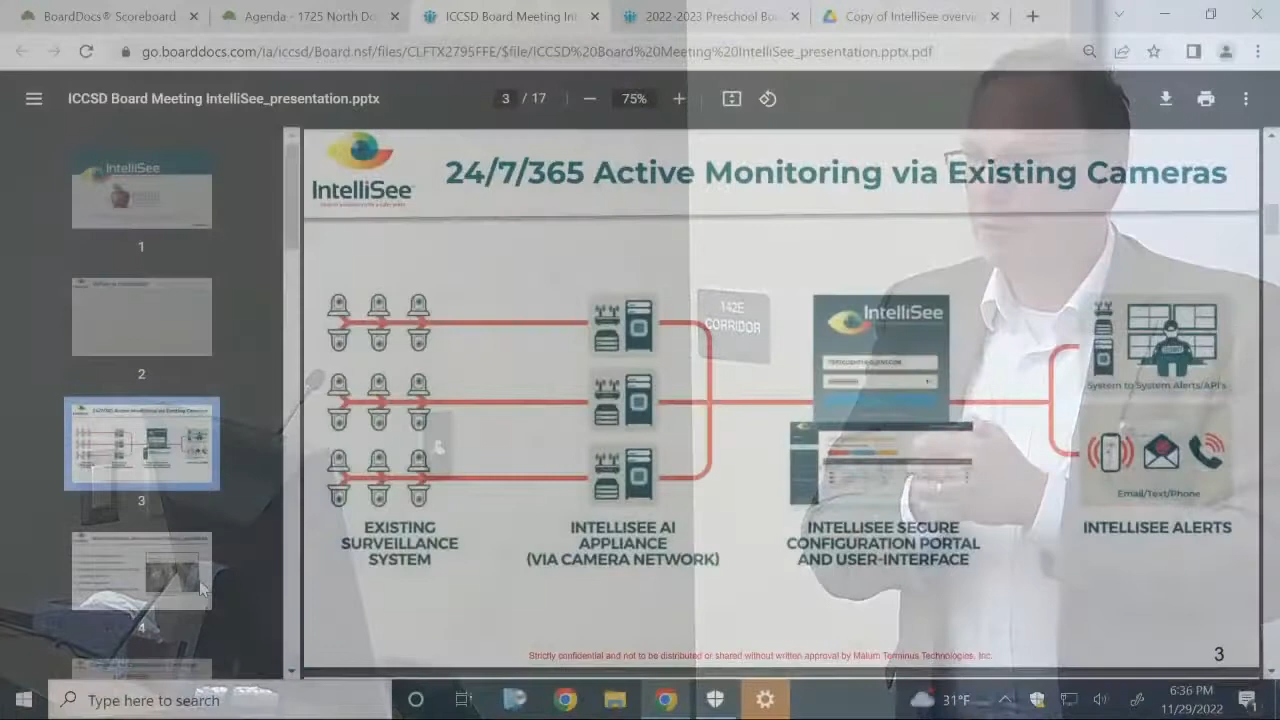 BoardDocs® Scoreboard
Agenda - 1725 North Do
ICCSD Board Meeting Int
2022-2023 Preschool Bo
Copy of IntelliSee overvi
go.boarddocs.com/ia/iccsd/Board.nsf/files/CLFTX2795FFE/$file/ICCSD%20Board%20Meeting%20IntelliSee_presentation.pptx.pdf
ICCSD Board Meeting IntelliSee_presentation.pptx
3 / 17
75%
IntelliSee
1
2
3
4
IntelliSee
24/7/365 Active Monitoring via Existing Cameras
142E
CORRIDOR
IntelliSee
System to System Alerts/API's
Email/Text/Phone
EXISTING
SURVEILLANCE
SYSTEM
INTELLISEE AI
APPLIANCE
(VIA CAMERA NETWORK)
INTELLISEE SECURE
CONFIGURATION PORTAL
AND USER-INTERFACE
INTELLISEE ALERTS
Strictly confidential and not to be distributed or shared without written approval by Malum Terminus Technologies, Inc.
3
Type here to search
31°F
6:36 PM
11/29/2022
1